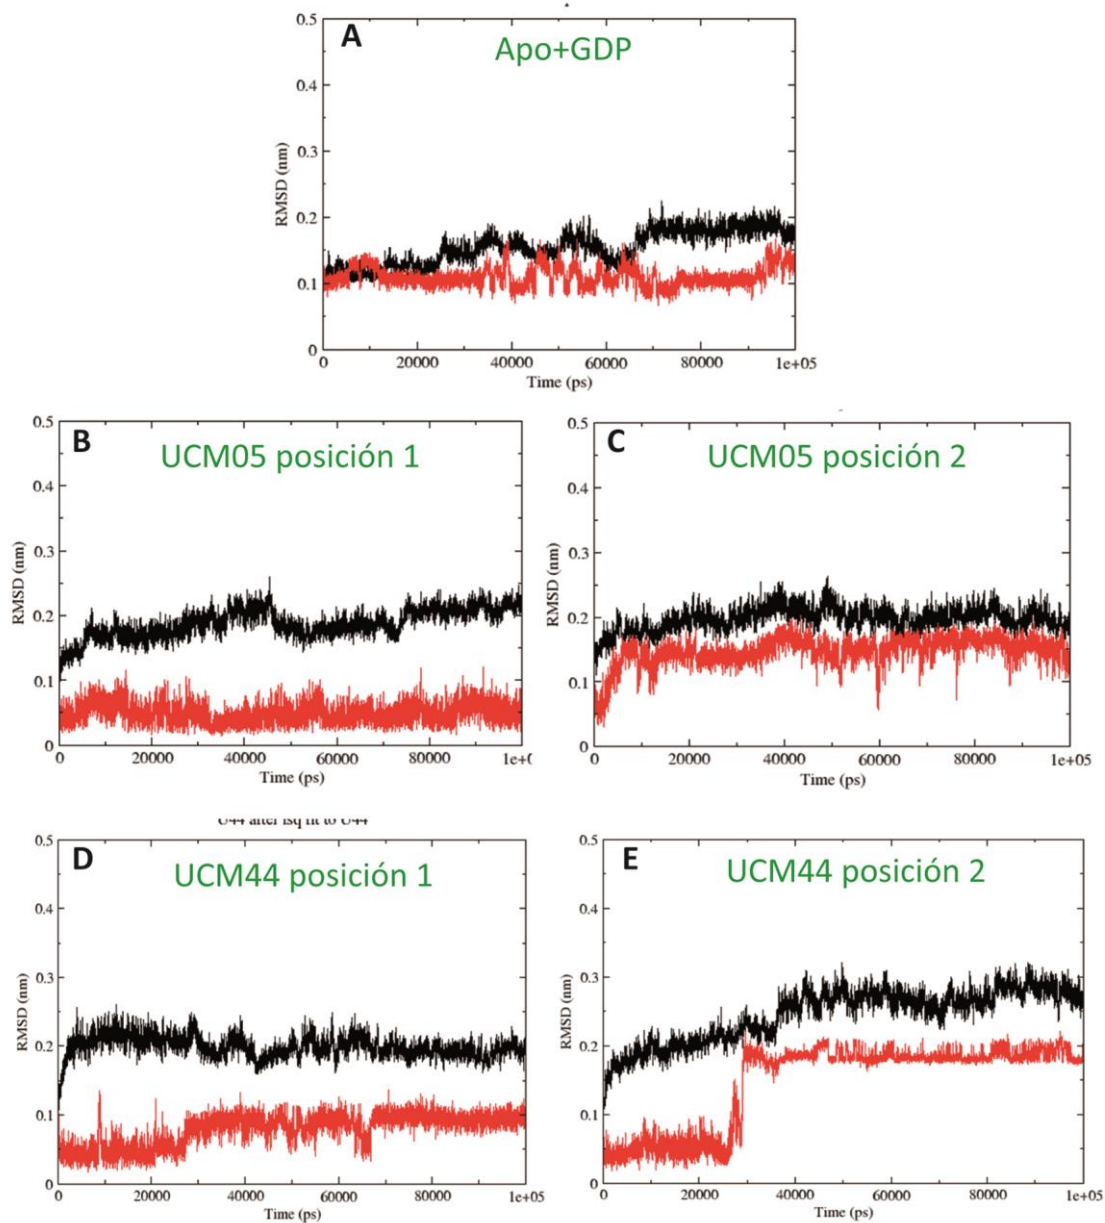 A
Apo+GDP
0.5
0.4
0.3
0.2
0.1
0
RMSD (nm)
0 20000 40000 60000 80000 1e+05
Time (ps)
B
UCM05 posición 1
0.5
0.4
0.3
0.2
0.1
0
RMSD (nm)
0 20000 40000 60000 80000
Time (ps)
C
UCM05 posición 2
0.5
0.4
0.3
0.2
0.1
0
RMSD (nm)
0 20000 40000 60000 80000 1e+05
Time (ps)
D
UCM44 posición 1
0.5
0.4
0.3
0.2
0.1
0
RMSD (nm)
0 20000 40000 60000 80000 1e+05
Time (ps)
E
UCM44 posición 2
0.5
0.4
0.3
0.2
0.1
0
RMSD (nm)
0 20000 40000 60000 80000 1e+05
Time (ps)